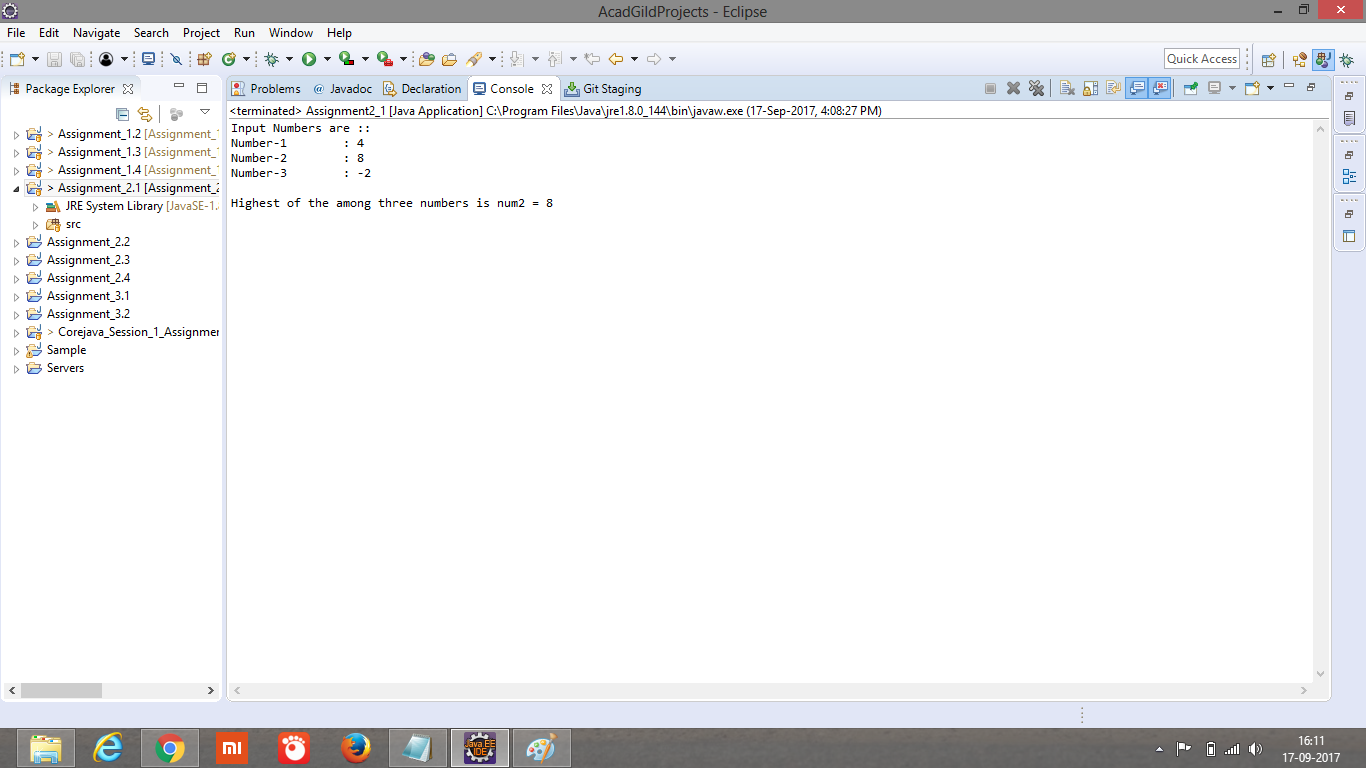 AcadGildProjects - Eclipse
File Edit Navigate Search Project Run Window Help
Quick Access
Package Explorer
Problems @ Javadoc Declaration Console Git Staging
<terminated> Assignment2_1 [Java Application] C:\Program Files\Java\jre1.8.0_144\bin\javaw.exe (17-Sep-2017, 4:08:27 PM)
> Assignment_1.2 [Assignment_1
> Assignment_1.3 [Assignment_1
> Assignment_1.4 [Assignment_1
> Assignment_2.1 [Assignment_2
JRE System Library [JavaSE-1.
src
Assignment_2.2
Assignment_2.3
Assignment_2.4
Assignment_3.1
Assignment_3.2
> Corejava_Session_1_Assignmen
Sample
Servers
Input Numbers are ::
Number-1 : 4
Number-2 : 8
Number-3 : -2
Highest of the among three numbers is num2 = 8
mi
Java EE
IDE
16:11
17-09-2017